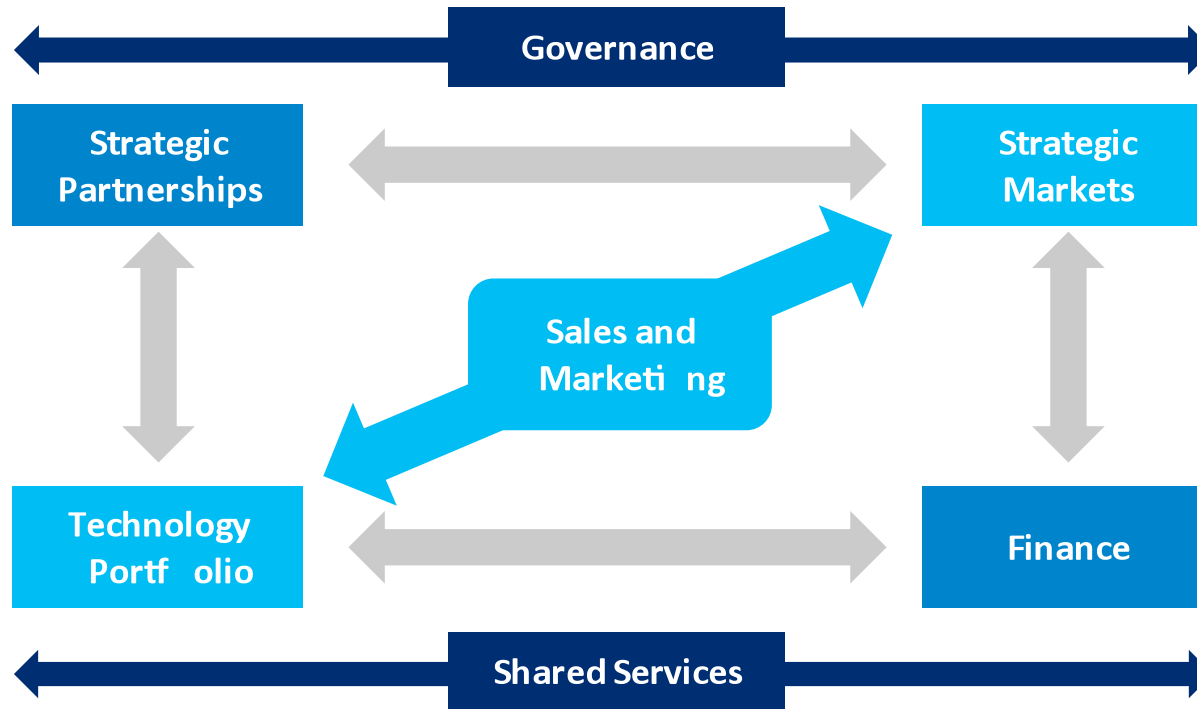 Governance
Strategic
Partnerships
Strategic
Markets
Sales and
Marketi ng
Technology
Portf olio
Finance
Shared Services